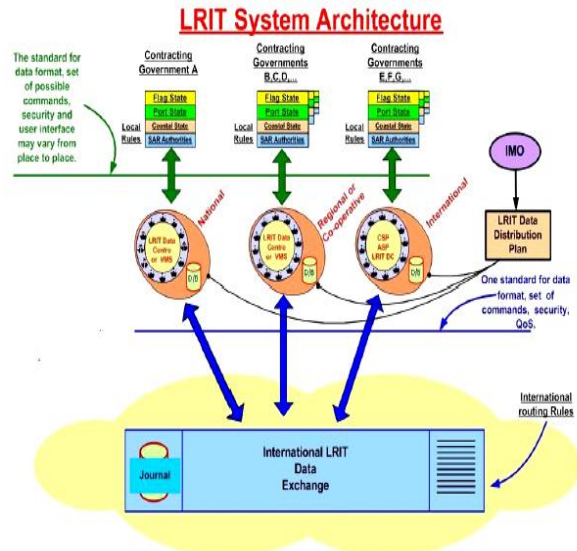 LRIT System Architecture
The standard for
data format, set
of possible
commands,
security and
user interface
may vary from
place to place.
Contracting
Government A
Contracting
Governments
B,C,D,...
Contracting
Governments
E,F,G,...
Flag State
Port State
Coastal State
SAR Authorities
Local
Rules
Flag State
Port State
Coastal State
SAR Authorities
Local
Rules
Flag State
Port State
Coastal State
SAR Authorities
Local
Rules
IMO
LRIT Data
Distribution
Plan
National
LRIT Data
Centre
or VMS
D/B
Regional or
Co-operative
LRIT Data
Centre
or VMS
D/B
International
CSP
ASP
LRIT DC
D/B
One standard for data
format, set of
commands, security,
QoS.
International
routing Rules
Journal
International LRIT
Data
Exchange